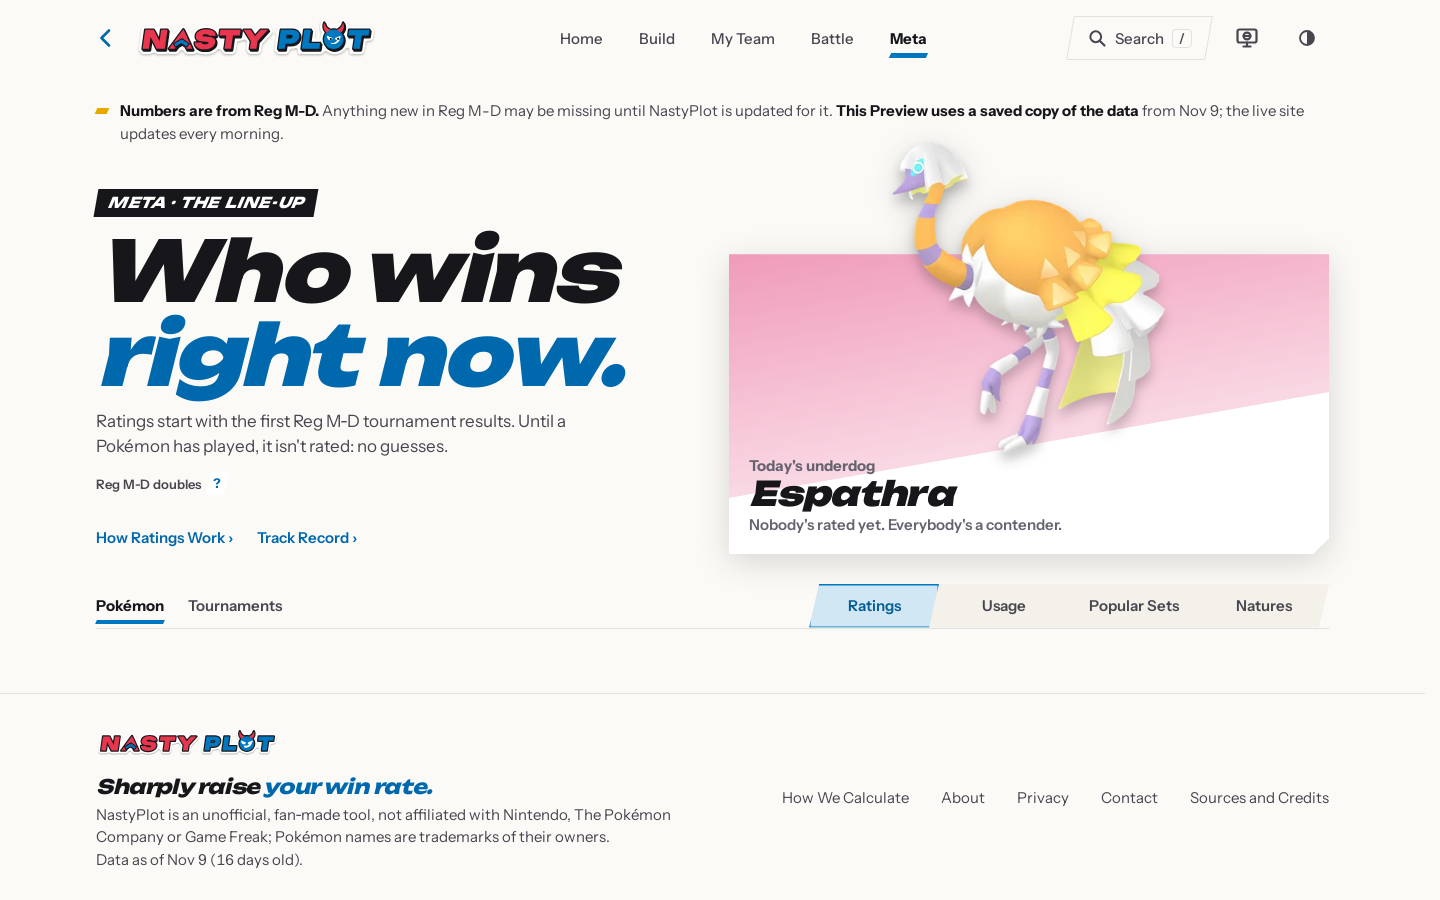 NASTY PLOT
Home
Build
My Team
Battle
Meta
Search /
Numbers are from Reg M-D. Anything new in Reg M-D may be missing until NastyPlot is updated for it. This Preview uses a saved copy of the data from Nov 9; the live site
updates every morning.
META · THE LINE-UP
Who wins
right now.
Ratings start with the first Reg M-D tournament results. Until a
Pokémon has played, it isn't rated: no guesses.
Reg M-D doubles ?
How Ratings Work ›
Track Record ›
Today's underdog
Espathra
Nobody's rated yet. Everybody's a contender.
Pokémon
Tournaments
Ratings
Usage
Popular Sets
Natures
NASTY PLOT
Sharply raise your win rate.
NastyPlot is an unofficial, fan-made tool, not affiliated with Nintendo, The Pokémon
Company or Game Freak; Pokémon names are trademarks of their owners.
Data as of Nov 9 (16 days old).
How We Calculate
About
Privacy
Contact
Sources and Credits